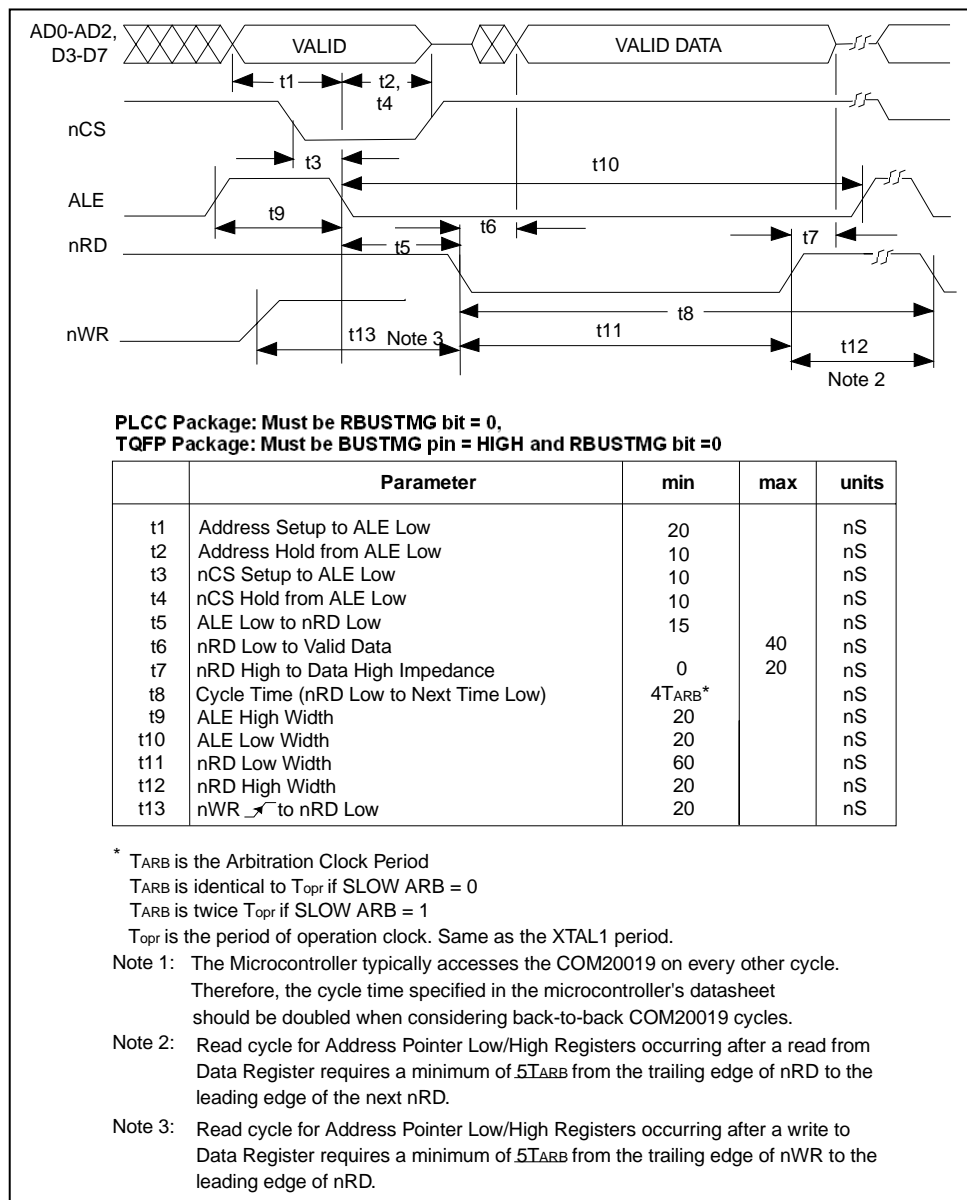 AD0-AD2,
D3-D7
VALID
VALID DATA
t1
t2,
t4
nCS
t3
t10
ALE
t9
t6
nRD
t5
t7
t8
nWR
t13
Note 3
t11
t12
Note 2
PLCC Package: Must be RBUSTMG bit = 0,
TQFP Package: Must be BUSTMG pin = HIGH and RBUSTMG bit =0
Parameter min max units
t1 Address Setup to ALE Low 20 nS
t2 Address Hold from ALE Low 10 nS
t3 nCS Setup to ALE Low 10 nS
t4 nCS Hold from ALE Low 10 nS
t5 ALE Low to nRD Low 15 nS
t6 nRD Low to Valid Data 40 nS
t7 nRD High to Data High Impedance 0 20 nS
t8 Cycle Time (nRD Low to Next Time Low) 4TARB* nS
t9 ALE High Width 20 nS
t10 ALE Low Width 20 nS
t11 nRD Low Width 60 nS
t12 nRD High Width 20 nS
t13 nWR to nRD Low 20 nS
* TARB is the Arbitration Clock Period
TARB is identical to Topr if SLOW ARB = 0
TARB is twice Topr if SLOW ARB = 1
Topr is the period of operation clock. Same as the XTAL1 period.
Note 1: The Microcontroller typically accesses the COM20019 on every other cycle.
Therefore, the cycle time specified in the microcontroller's datasheet
should be doubled when considering back-to-back COM20019 cycles.
Note 2: Read cycle for Address Pointer Low/High Registers occurring after a read from
Data Register requires a minimum of 5TARB from the trailing edge of nRD to the
leading edge of the next nRD.
Note 3: Read cycle for Address Pointer Low/High Registers occurring after a write to
Data Register requires a minimum of 5TARB from the trailing edge of nWR to the
leading edge of nRD.